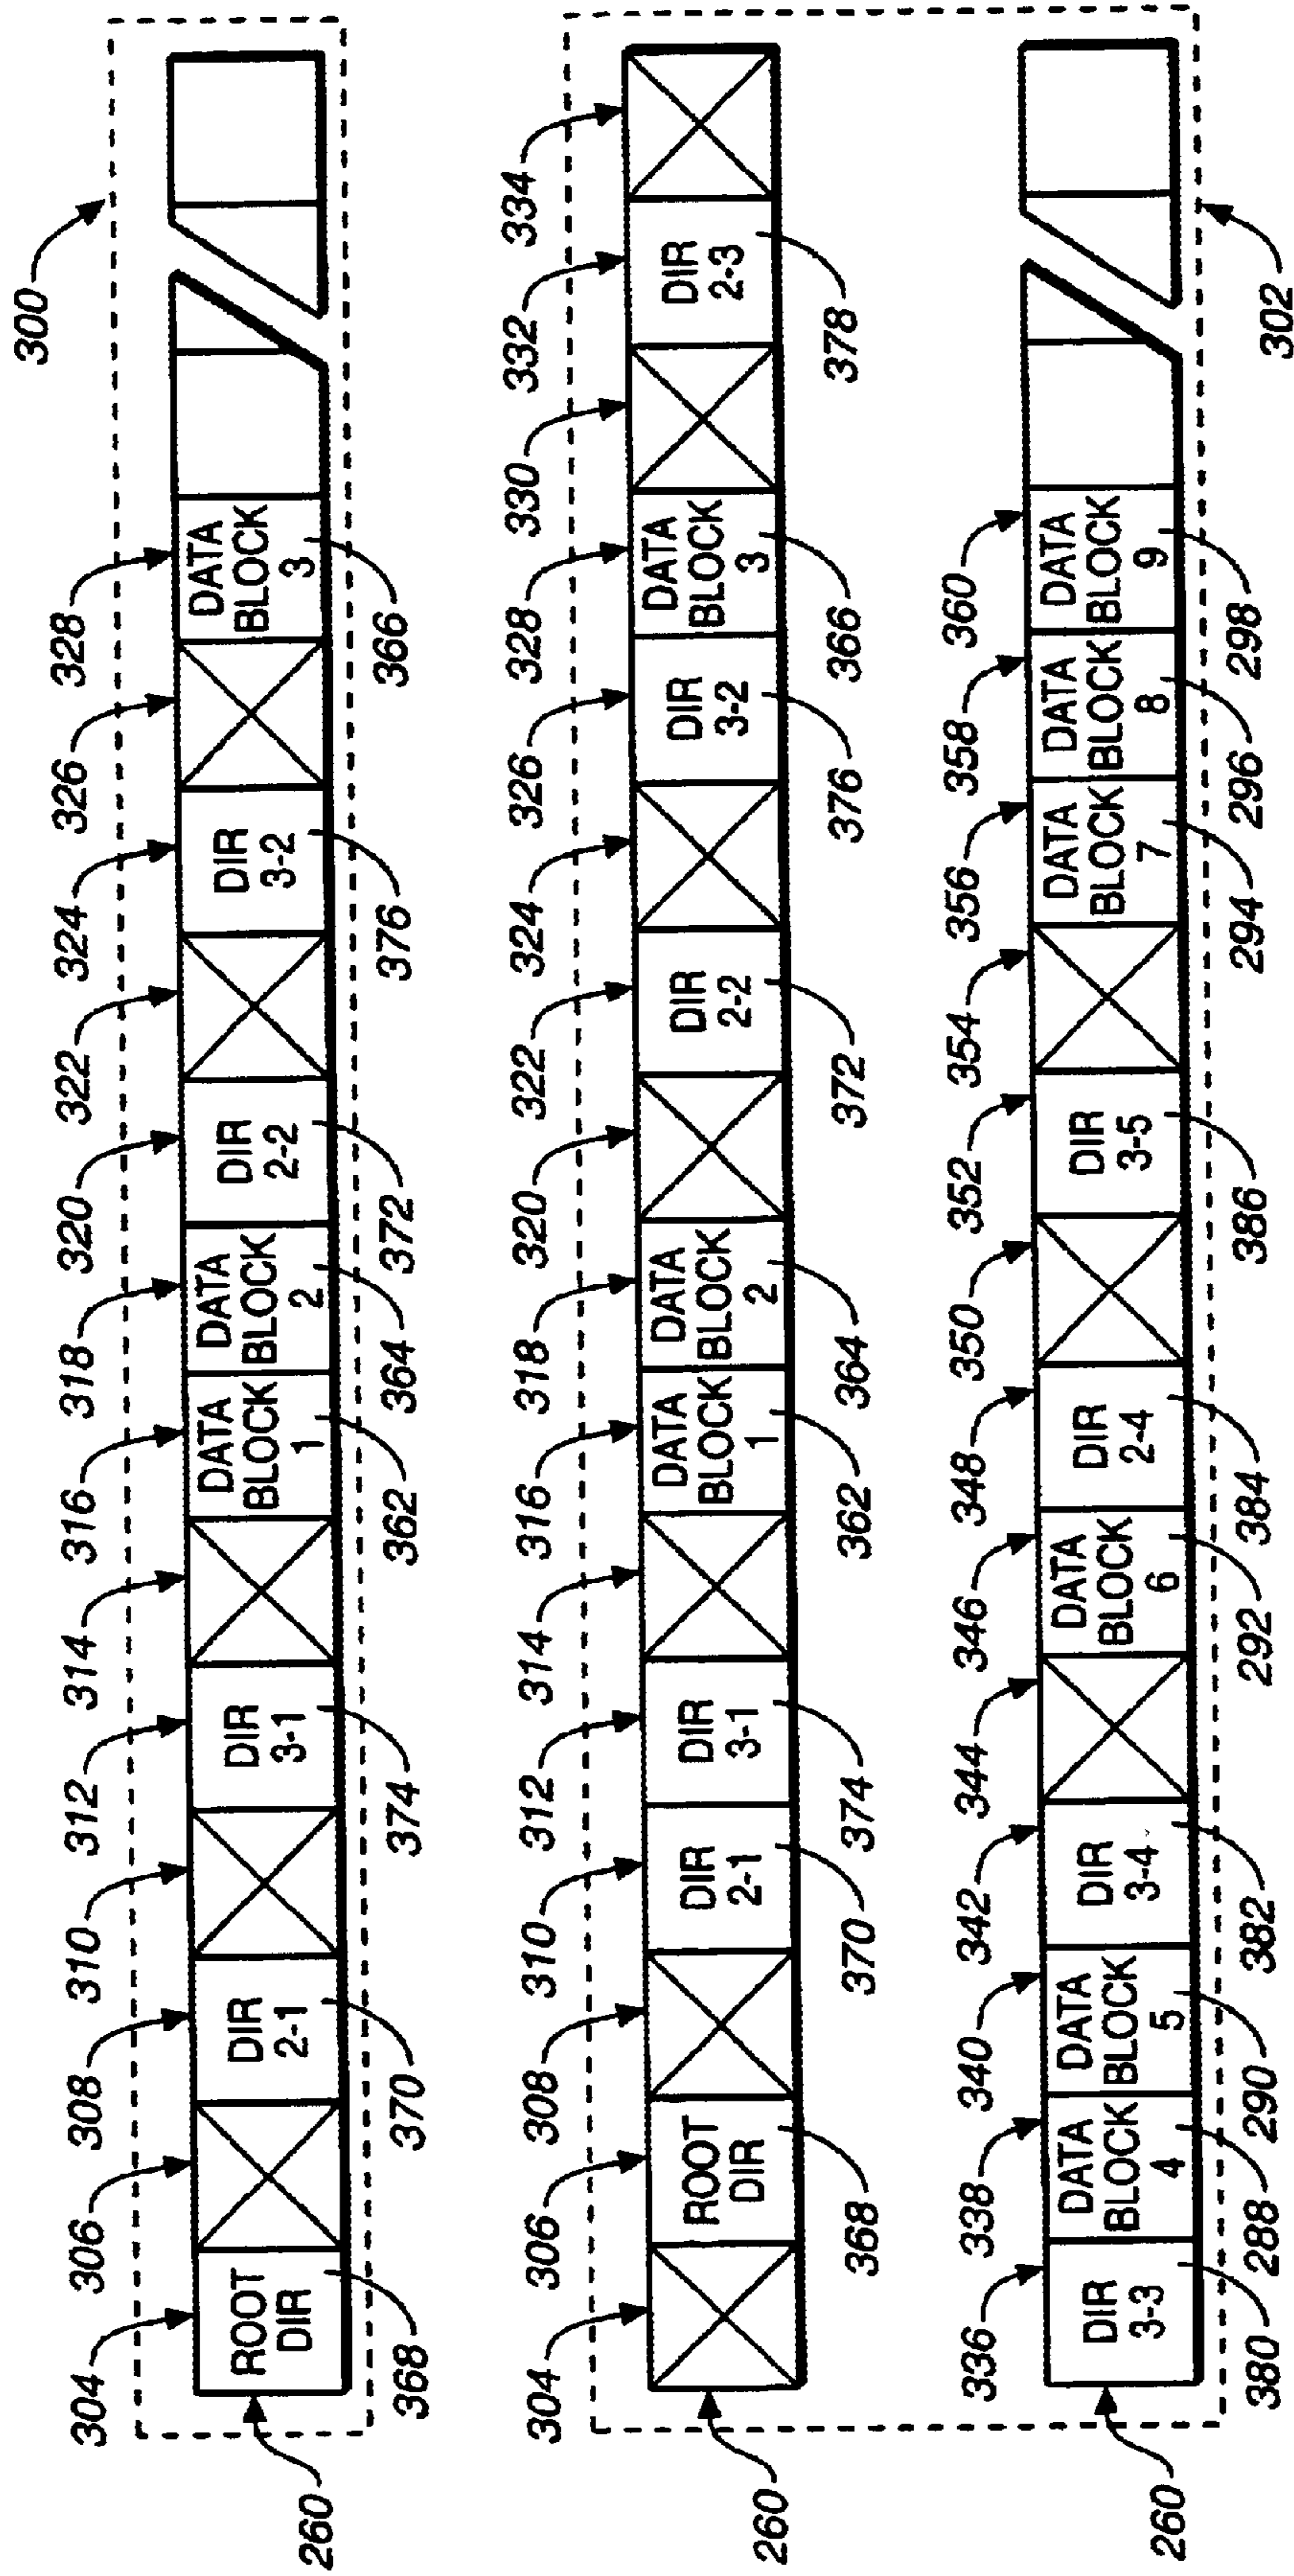 300
304 306 308 310 312 314 316 318 320 322 324 326 328
ROOT DIR
DIR 2-1
DIR 3-1
DATA BLOCK 1
DATA BLOCK 2
DIR 2-2
DIR 3-2
DATA BLOCK 3
260 368 370 374 362 364 372 376 366
304 306 308 310 312 314 316 318 320 322 324 326 328 330 332 334
ROOT DIR
DIR 2-1
DIR 3-1
DATA BLOCK 1
DATA BLOCK 2
DIR 2-2
DIR 3-2
DATA BLOCK 3
DIR 2-3
260 368 370 374 362 364 372 376 366 378
336 338 340 342 344 346 348 350 352 354 356 358 360
DIR 3-3
DATA BLOCK 4
DATA BLOCK 5
DIR 3-4
DATA BLOCK 6
DIR 2-4
DIR 3-5
DATA BLOCK 7
DATA BLOCK 8
DATA BLOCK 9
260 380 288 290 382 292 384 386 294 296 298 302